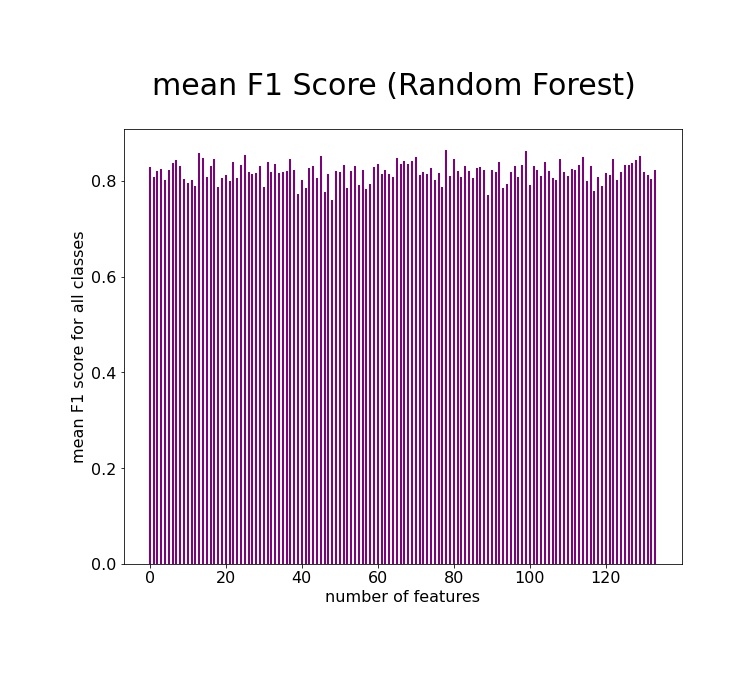 mean F1 Score (Random Forest)
mean F1 score for all classes
0.8
0.6
0.4
0.2
0.0
0 20 40 60 80 100 120
number of features